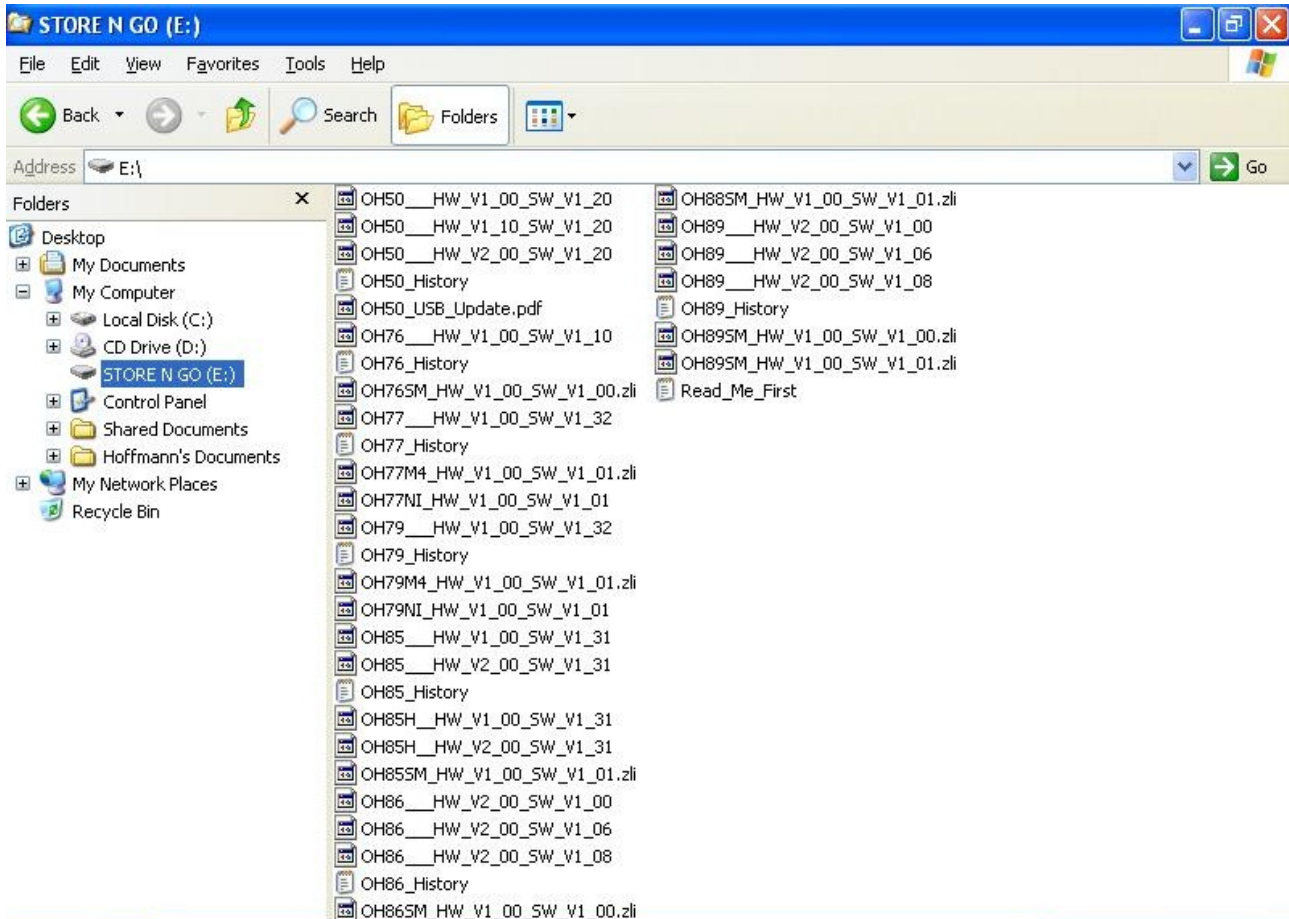 STORE N GO (E:)
File Edit View Favorites Tools Help
Back Search Folders
Address E:\ Go
Folders
Desktop
My Documents
My Computer
Local Disk (C:)
CD Drive (D:)
STORE N GO (E:)
Control Panel
Shared Documents
Hoffmann's Documents
My Network Places
Recycle Bin
OH50___HW_V1_00_SW_V1_20
OH50___HW_V1_10_SW_V1_20
OH50___HW_V2_00_SW_V1_20
OH50_History
OH50_USB_Update.pdf
OH76___HW_V1_00_SW_V1_10
OH76_History
OH76SM_HW_V1_00_SW_V1_00.zli
OH77___HW_V1_00_SW_V1_32
OH77_History
OH77M4_HW_V1_00_SW_V1_01.zli
OH77NI_HW_V1_00_SW_V1_01
OH79___HW_V1_00_SW_V1_32
OH79_History
OH79M4_HW_V1_00_SW_V1_01.zli
OH79NI_HW_V1_00_SW_V1_01
OH85___HW_V1_00_SW_V1_31
OH85___HW_V2_00_SW_V1_31
OH85_History
OH85H__HW_V1_00_SW_V1_31
OH85H__HW_V2_00_SW_V1_31
OH85SM_HW_V1_00_SW_V1_01.zli
OH86___HW_V2_00_SW_V1_00
OH86___HW_V2_00_SW_V1_06
OH86___HW_V2_00_SW_V1_08
OH86_History
OH86SM_HW_V1_00_SW_V1_00.zli
OH88SM_HW_V1_00_SW_V1_01.zli
OH89___HW_V2_00_SW_V1_00
OH89___HW_V2_00_SW_V1_06
OH89___HW_V2_00_SW_V1_08
OH89_History
OH89SM_HW_V1_00_SW_V1_00.zli
OH89SM_HW_V1_00_SW_V1_01.zli
Read_Me_First